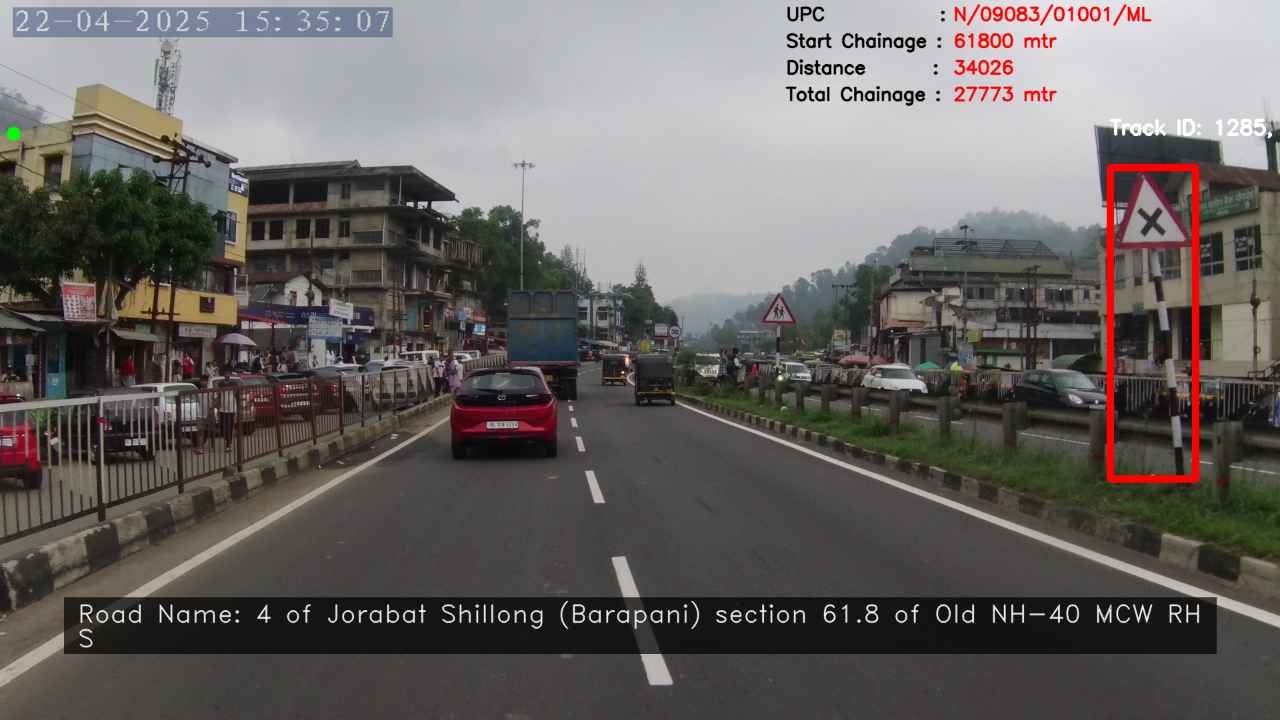 22-04-2025 15:35:07
UPC : N/09083/01001/ML
Start Chainage : 61800 mtr
Distance : 34026
Total Chainage : 27773 mtr
Track ID: 1285,
Road Name: 4 of Jorabat Shillong (Barapani) section 61.8 of Old NH-40 MCW RH
S